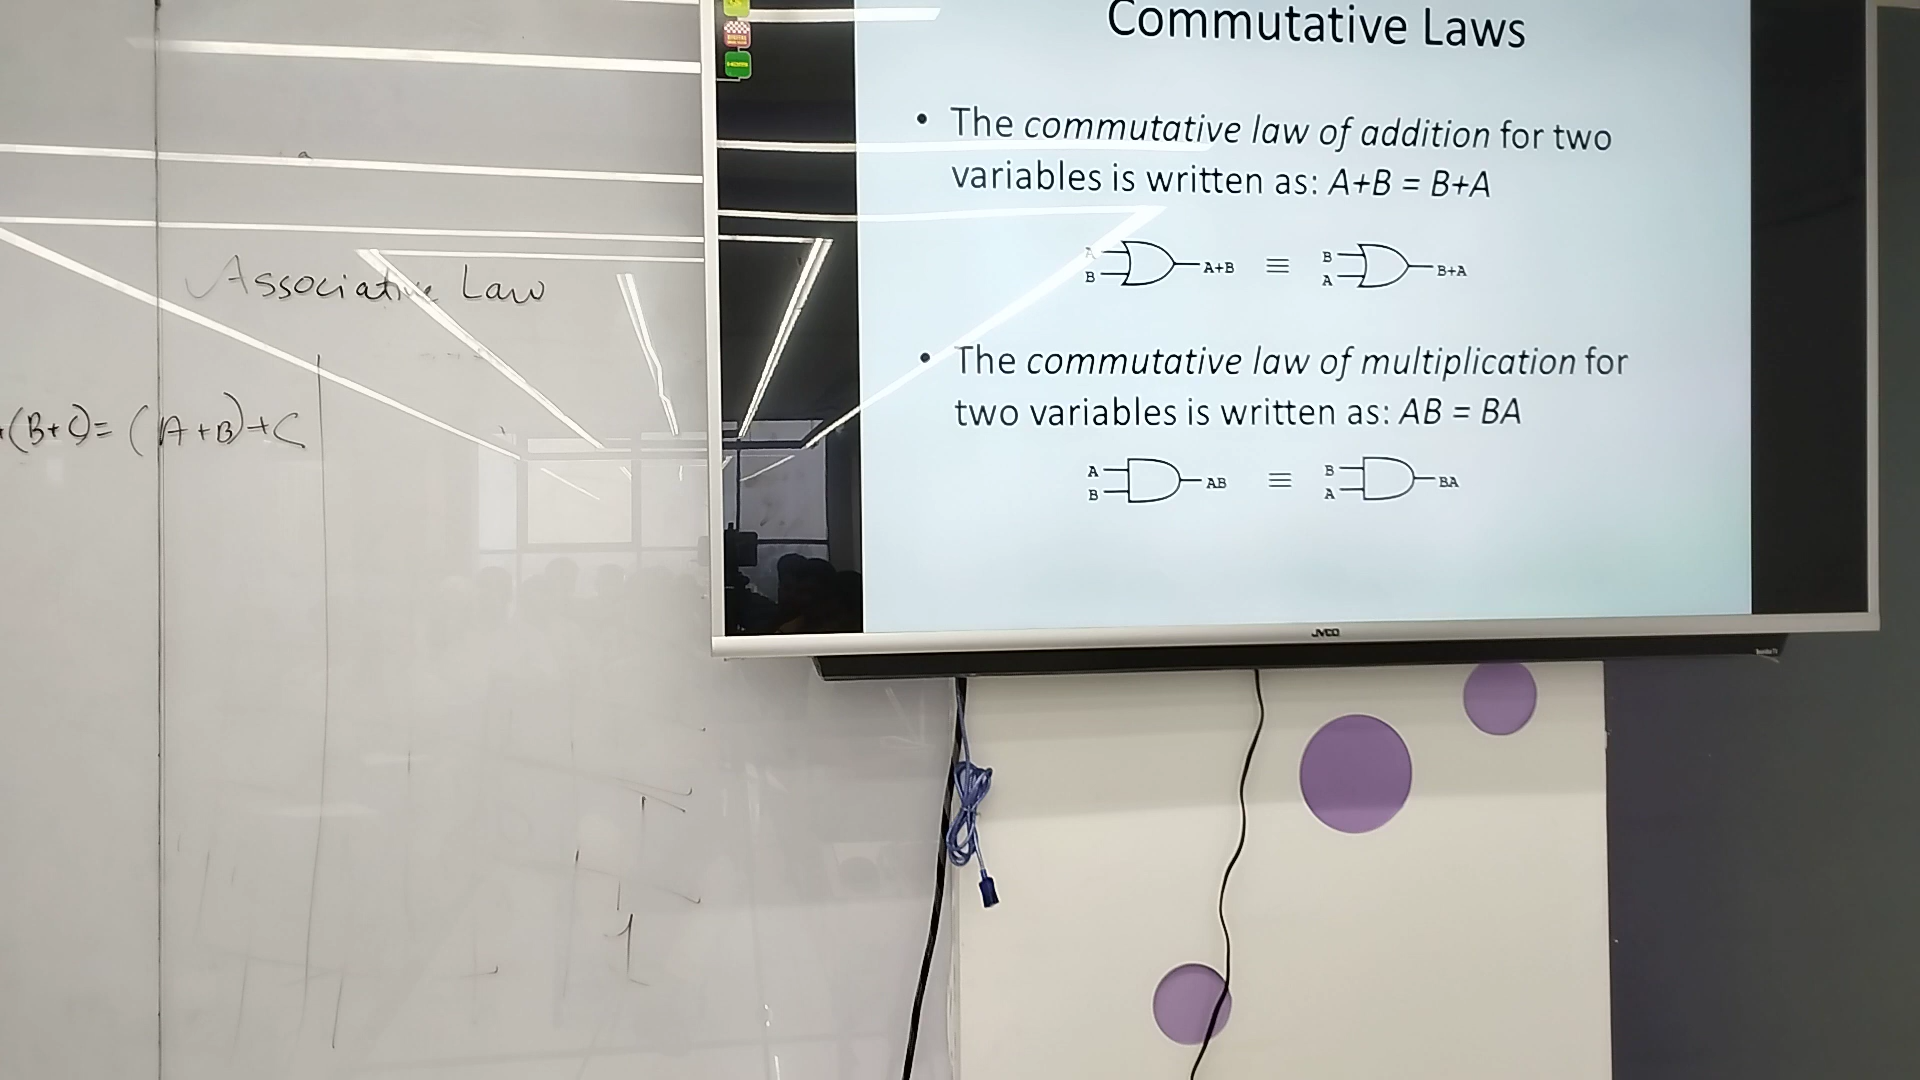 Associative Law
(B+C)= (A+B)+C
Commutative Laws
• The commutative law of addition for two
variables is written as: A+B = B+A
A
B
A+B
≡
B
A
B+A
• The commutative law of multiplication for
two variables is written as: AB = BA
A
B
AB
≡
B
A
BA
JVCO